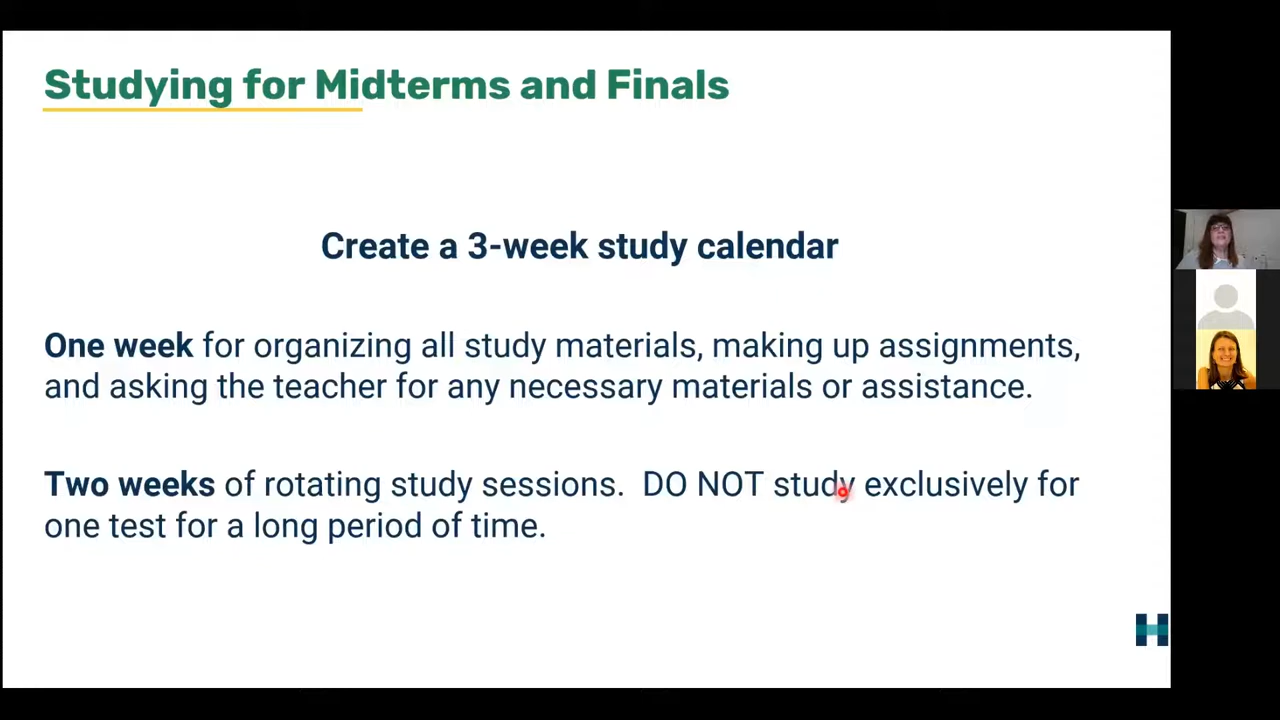 Studying for Midterms and Finals
Create a 3-week study calendar
One week for organizing all study materials, making up assignments,
and asking the teacher for any necessary materials or assistance.
Two weeks of rotating study sessions.  DO NOT study exclusively for
one test for a long period of time.
H